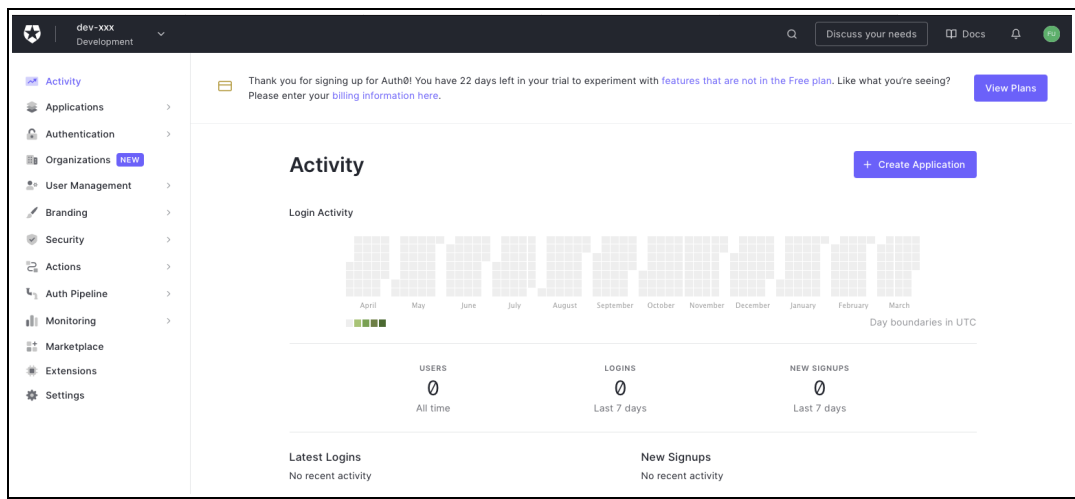 dev-xxx
Development
Discuss your needs
Docs
FU
Activity
Applications
Authentication
Organizations NEW
User Management
Branding
Security
Actions
Auth Pipeline
Monitoring
Marketplace
Extensions
Settings
Thank you for signing up for Auth0! You have 22 days left in your trial to experiment with features that are not in the Free plan. Like what you're seeing?
Please enter your billing information here.
View Plans
Activity
+ Create Application
Login Activity
April May June July August September October November December January February March
Day boundaries in UTC
USERS LOGINS NEW SIGNUPS
0 0 0
All time Last 7 days Last 7 days
Latest Logins New Signups
No recent activity No recent activity